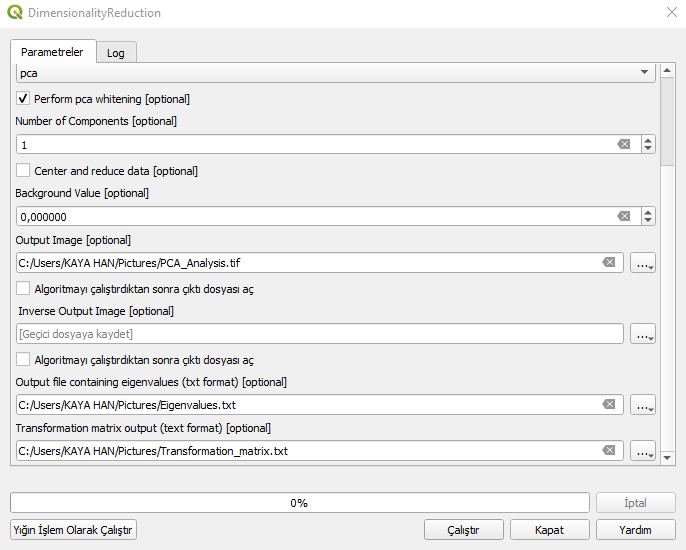 DimensionalityReduction
Parametreler
Log
pca
Perform pca whitening [optional]
Number of Components [optional]
1
Center and reduce data [optional]
Background Value [optional]
0,000000
Output Image [optional]
C:/Users/KAYA HAN/Pictures/PCA_Analysis.tif
...
Algoritmayı çalıştırdıktan sonra çıktı dosyası aç
Inverse Output Image [optional]
[Geçici dosyaya kaydet]
...
Algoritmayı çalıştırdıktan sonra çıktı dosyası aç
Output file containing eigenvalues (txt format) [optional]
C:/Users/KAYA HAN/Pictures/Eigenvalues.txt
...
Transformation matrix output (text format) [optional]
C:/Users/KAYA HAN/Pictures/Transformation_matrix.txt
...
0%
İptal
Yığın İşlem Olarak Çalıştır
Çalıştır
Kapat
Yardım